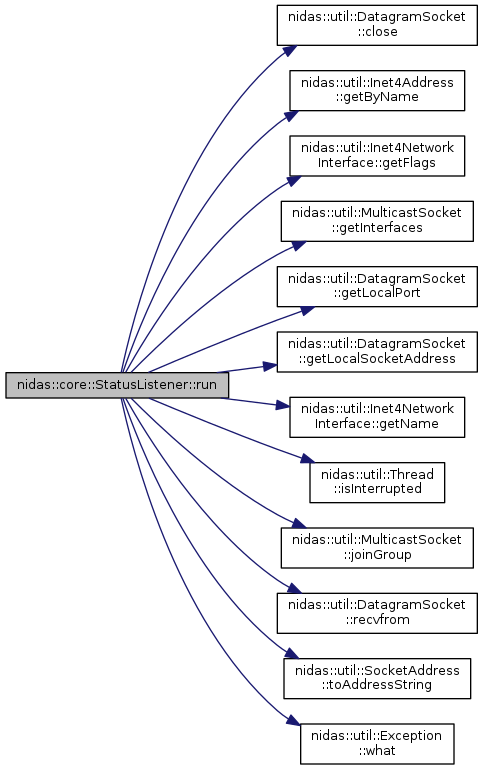 nidas::util::DatagramSocket
::close
nidas::util::Inet4Address
::getByName
nidas::util::Inet4Network
Interface::getFlags
nidas::util::MulticastSocket
::getInterfaces
nidas::util::DatagramSocket
::getLocalPort
nidas::util::DatagramSocket
::getLocalSocketAddress
nidas::core::StatusListener::run
nidas::util::Inet4Network
Interface::getName
nidas::util::Thread
::isInterrupted
nidas::util::MulticastSocket
::joinGroup
nidas::util::DatagramSocket
::recvfrom
nidas::util::SocketAddress
::toAddressString
nidas::util::Exception
::what